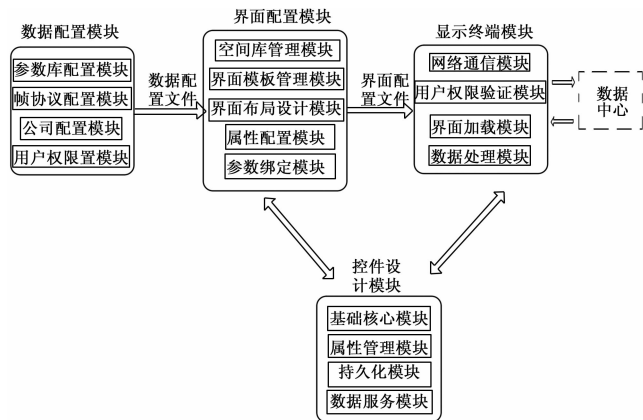 数据配置模块
参数库配置模块
帧协议配置模块
公司配置模块
用户权限置模块
数据配
置文件
界面配置模块
空间库管理模块
界面模板管理模块
界面布局设计模块
属性配置模块
参数绑定模块
界面配
置文件
显示终端模块
网络通信模块
用户权限验证模块
界面加载模块
数据处理模块
数据
中心
控件设
计模块
基础核心模块
属性管理模块
持久化模块
数据服务模块